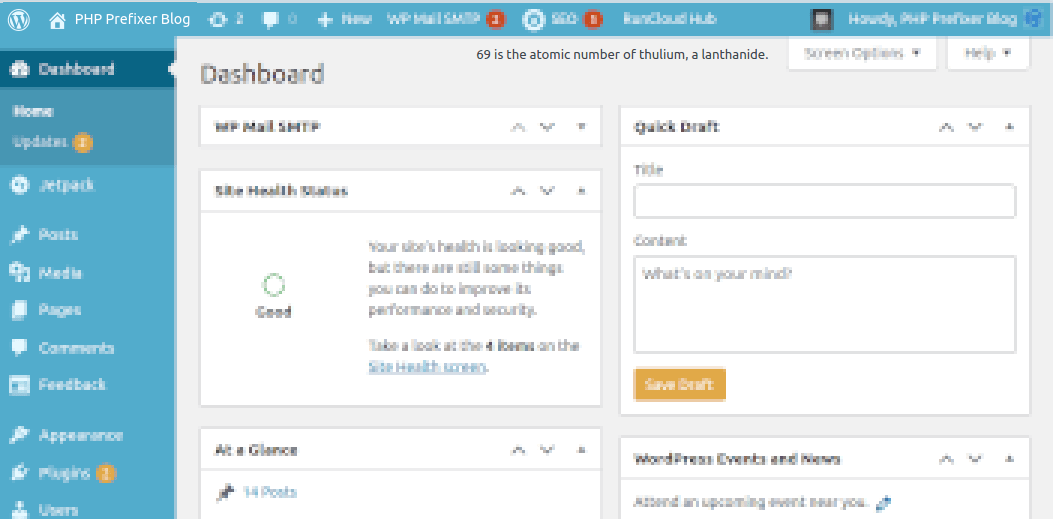 PHP Prefixer Blog 2 0 New WP Mail SMTP SEO RunCloud Hub Howdy, PHP Prefixer Blog
69 is the atomic number of thulium, a lanthanide.
Screen Options Help
Dashboard
Home
Updates
Jetpack
Posts
Media
Pages
Comments
Feedback
Appearance
Plugins
Users
Dashboard
WP Mail SMTP
Site Health Status
Good
Your site's health is looking good,
but there are still some things
you can do to improve its
performance and security.
Take a look at the 4 items on the
Site Health screen.
At a Glance
14 Posts
Quick Draft
Title
Content
What's on your mind?
Save Draft
WordPress Events and News
Attend an upcoming event near you.